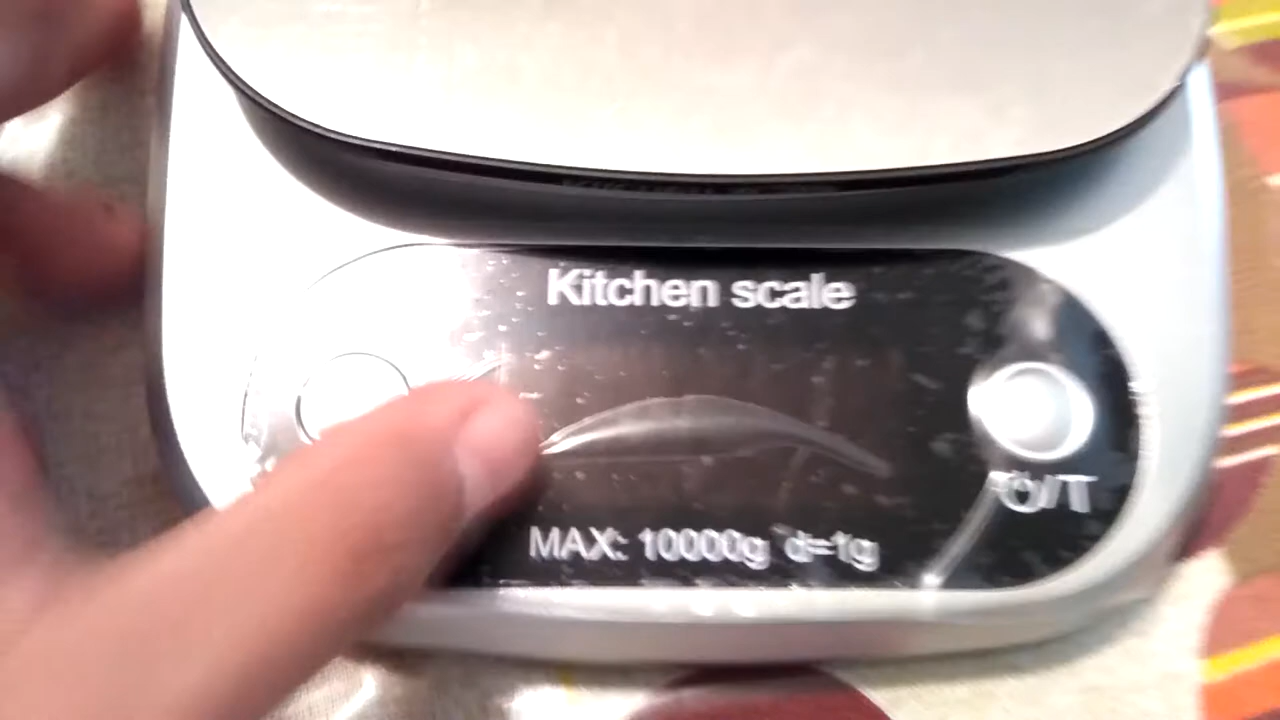 Kitchen scale
⏻/T
MAX: 10000g d=1g